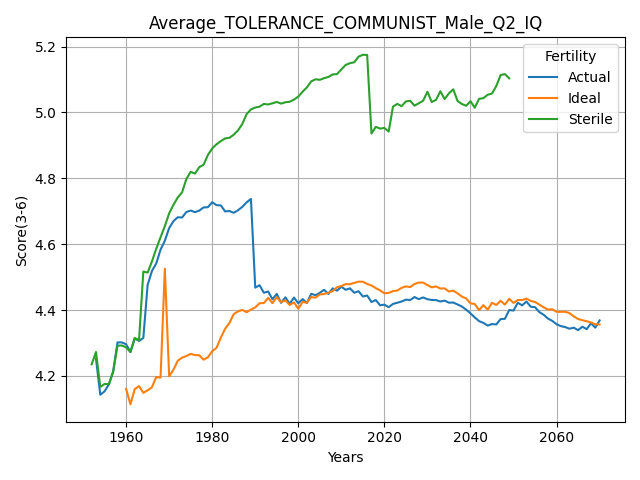 Average_TOLERANCE_COMMUNIST_Male_Q2_IQ
Fertility
Actual
Ideal
Sterile
Score(3-6)
5.2
5.0
4.8
4.6
4.4
4.2
1960 1980 2000 2020 2040 2060
Years